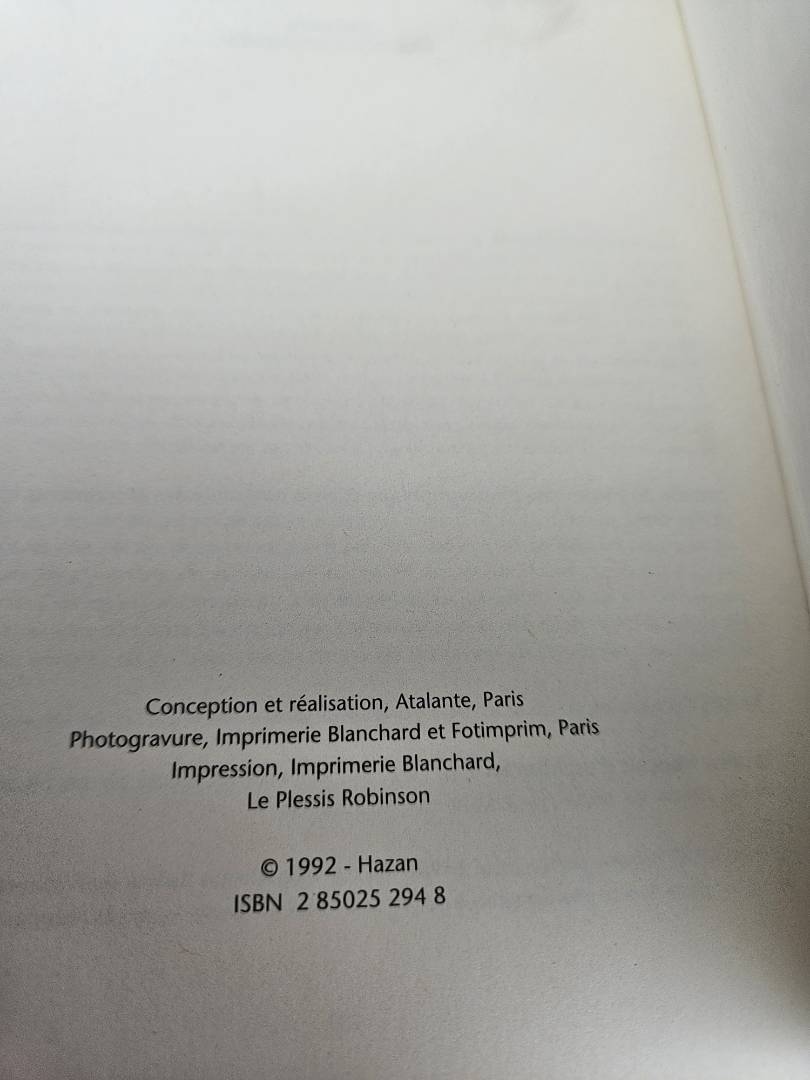 Conception et réalisation, Atalante, Paris
Photogravure, Imprimerie Blanchard et Fotimprim, Paris
Impression, Imprimerie Blanchard,
Le Plessis Robinson
© 1992 - Hazan
ISBN 2 85025 294 8